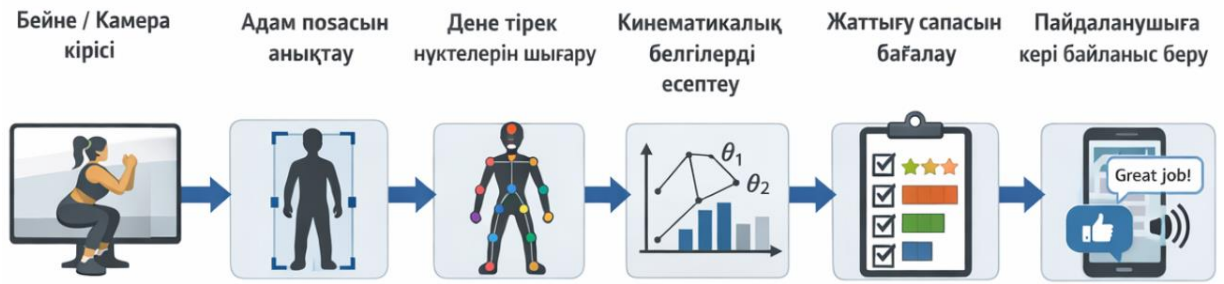 Бейне / Камера
кірісі
Адам поѕасын
анықтау
Дене тірек
нүктелерін шығару
Кинематикалық
белгілерді
есептеу
Жаттығу сапасын
бағалау
Пайдаланушыға
кері байланыс беру
θ1
θ2
Great job!